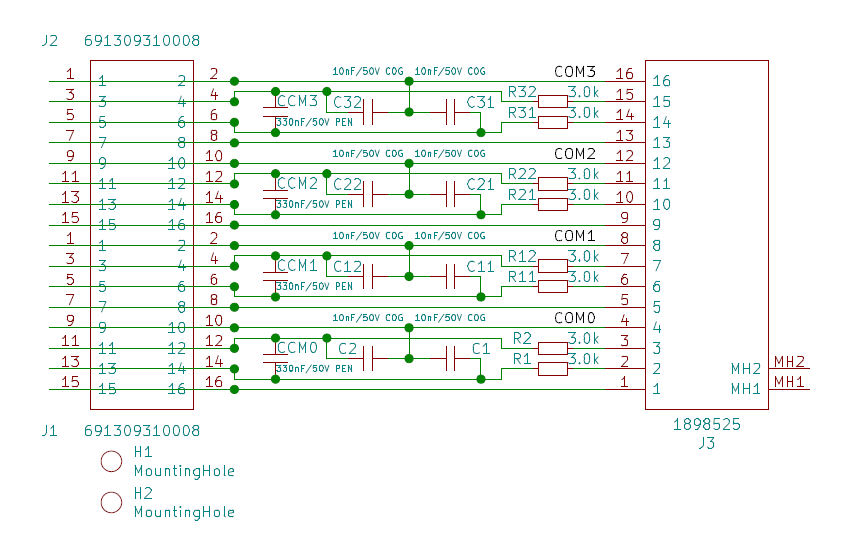 J2 691309310008
10nF/50V COG 10nF/50V COG COM3
1 1 2 2 16 16
3 3 4 4 CCM3 C32 C31 R32 3.0k 15 15
5 5 6 6 330nF/50V PEN R31 3.0k 14 14
7 7 8 8 13 13
10nF/50V COG 10nF/50V COG COM2
9 9 10 10 12 12
11 11 12 12 CCM2 C22 C21 R22 3.0k 11 11
13 13 14 14 330nF/50V PEN R21 3.0k 10 10
15 15 16 16 9 9
10nF/50V COG 10nF/50V COG COM1
1 1 2 2 8 8
3 3 4 4 CCM1 C12 C11 R12 3.0k 7 7
5 5 6 6 330nF/50V PEN R11 3.0k 6 6
7 7 8 8 5 5
10nF/50V COG 10nF/50V COG COM0
9 9 10 10 4 4
11 11 12 12 CCM0 C2 C1 R2 3.0k 3 3
13 13 14 14 330nF/50V PEN R1 3.0k 2 2 MH2 MH2
15 15 16 16 1 1 MH1 MH1
J1 691309310008
1898525
J3
H1
MountingHole
H2
MountingHole